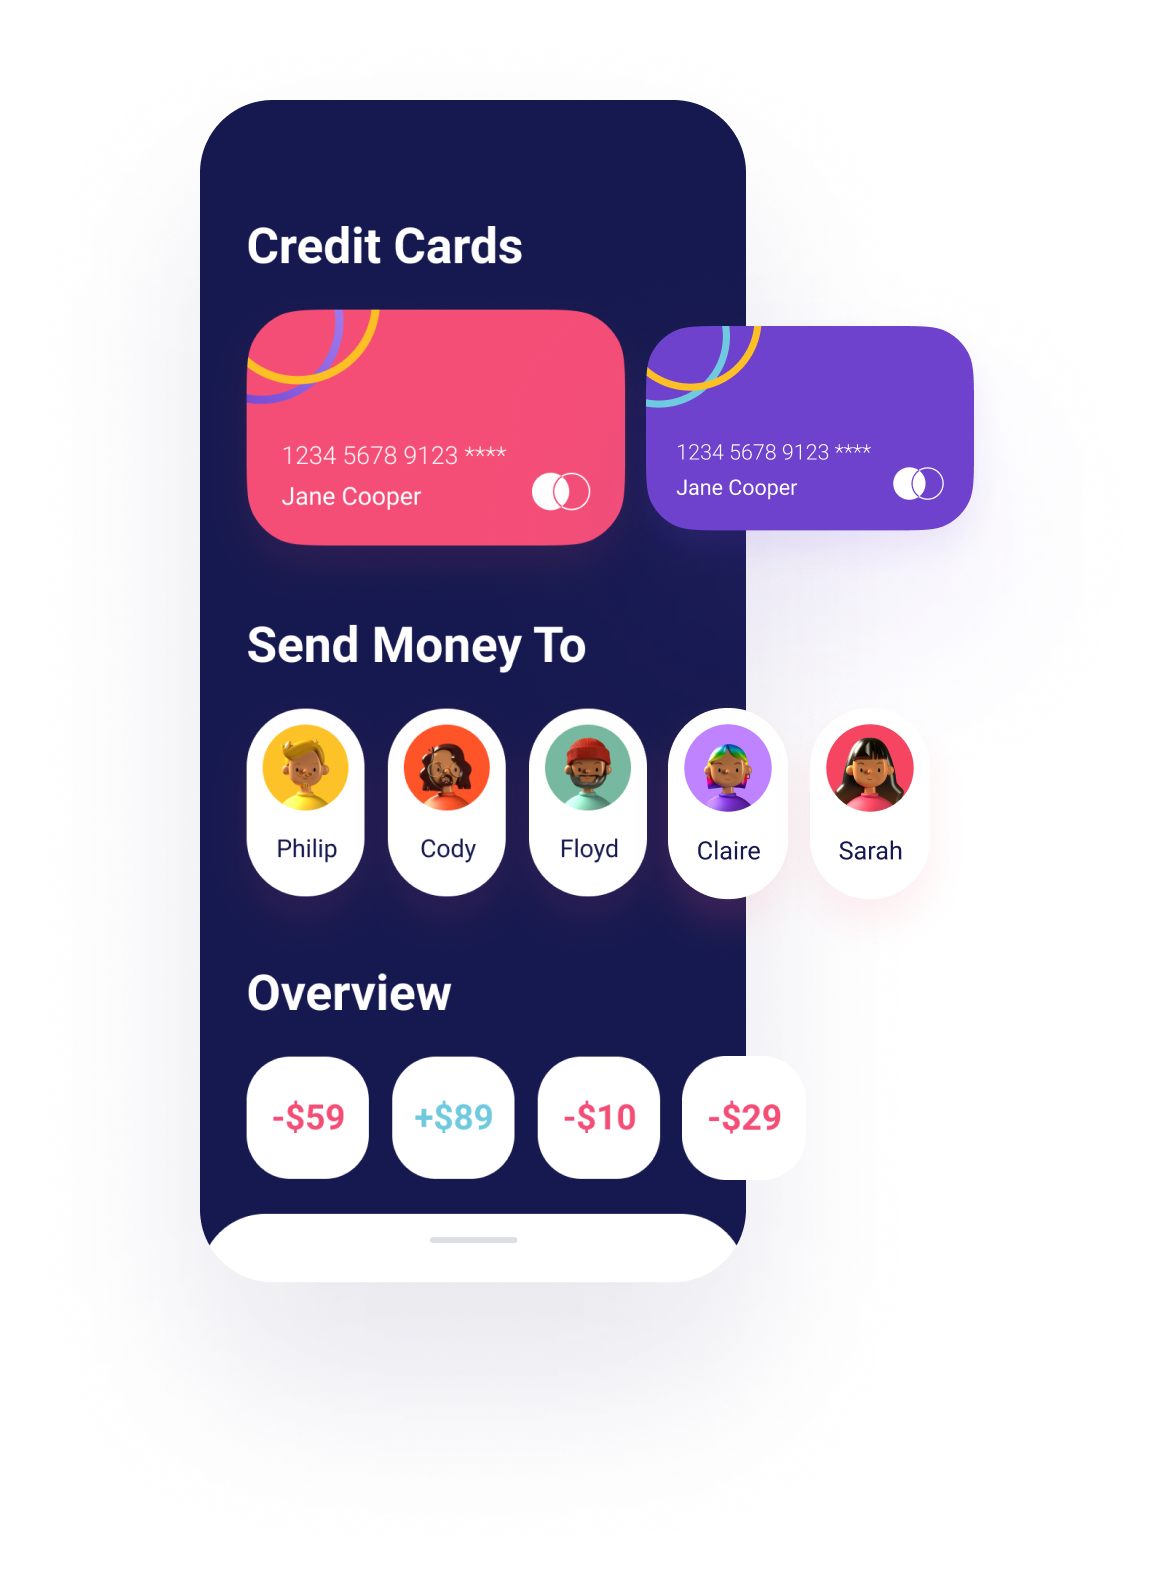 Credit Cards
1234 5678 9123 ****
Jane Cooper
1234 5678 9123 ****
Jane Cooper
Send Money To
Philip
Cody
Floyd
Claire
Sarah
Overview
-$59
+$89
-$10
-$29